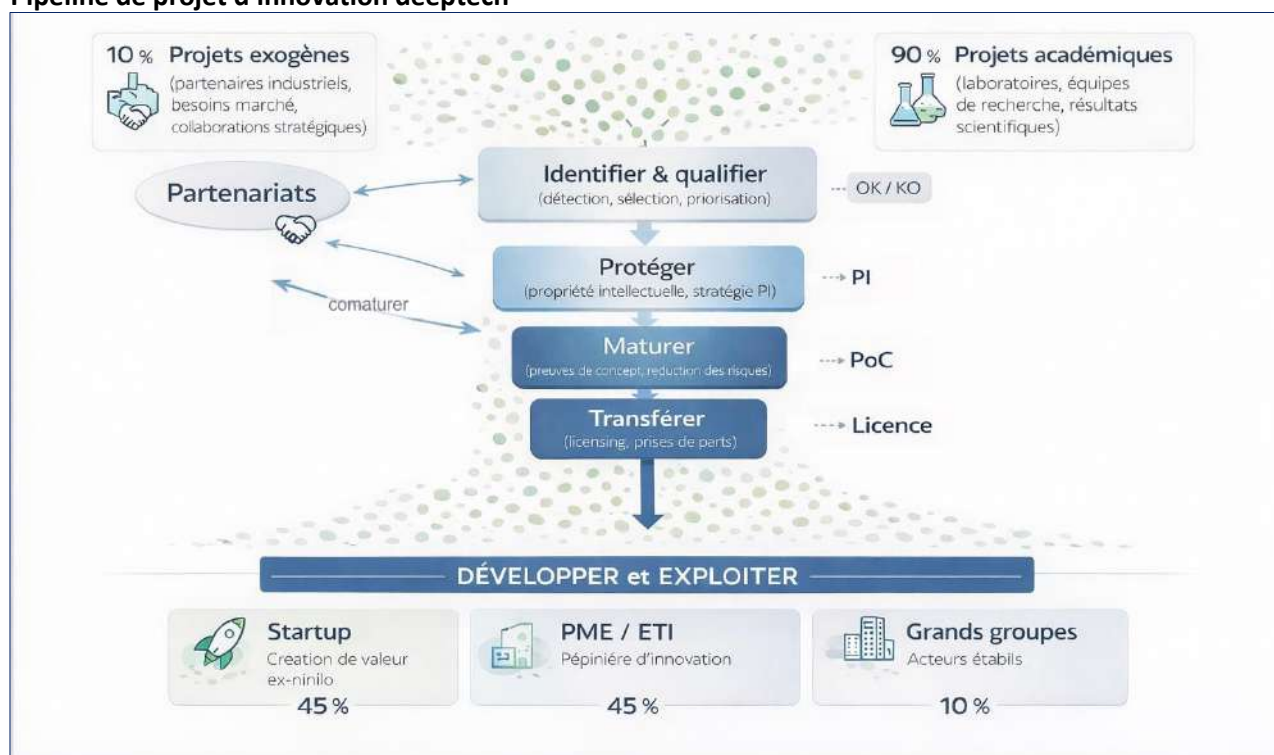 Pipeline de projet d'innovation deeptech
10 % Projets exogènes
(partenaires industriels,
besoins marché,
collaborations stratégiques)
90 % Projets académiques
(laboratoires, équipes
de recherche, résultats
scientifiques)
Partenariats
Identifier & qualifier
(détection, sélection, priorisation)
OK / KO
Protéger
(propriété intellectuelle, stratégie PI)
PI
comaturer
Maturer
(preuves de concept, reduction des risques)
PoC
Transférer
(licensing, prises de parts)
Licence
DÉVELOPPER et EXPLOITER
Startup
Creation de valeur
ex-ninilo
45 %
PME / ETI
Pépiniére d'innovation
45 %
Grands groupes
Acteurs établis
10 %